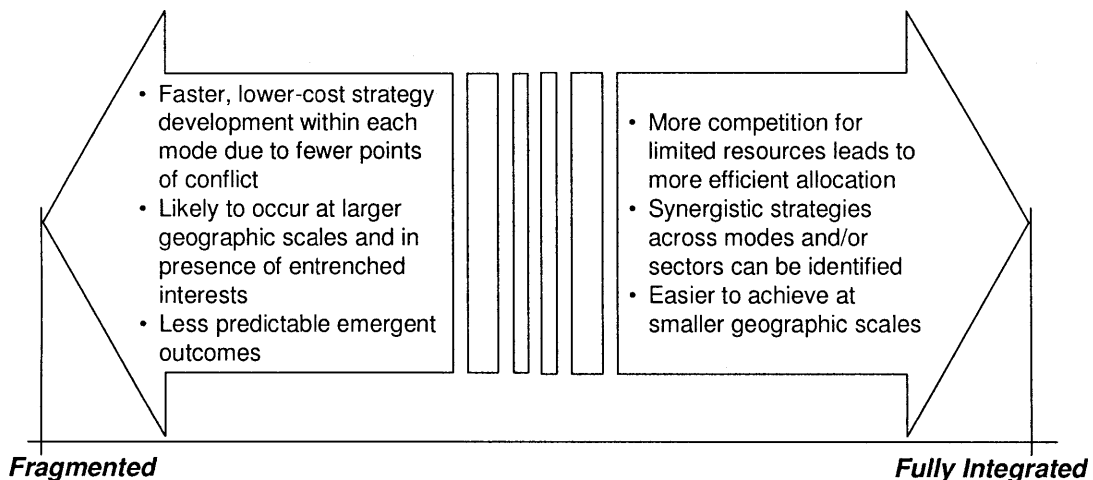 • Faster, lower-cost strategy
development within each
mode due to fewer points
of conflict
• Likely to occur at larger
geographic scales and in
presence of entrenched
interests
• Less predictable emergent
outcomes
• More competition for
limited resources leads to
more efficient allocation
• Synergistic strategies
across modes and/or
sectors can be identified
• Easier to achieve at
smaller geographic scales
Fragmented
Fully Integrated